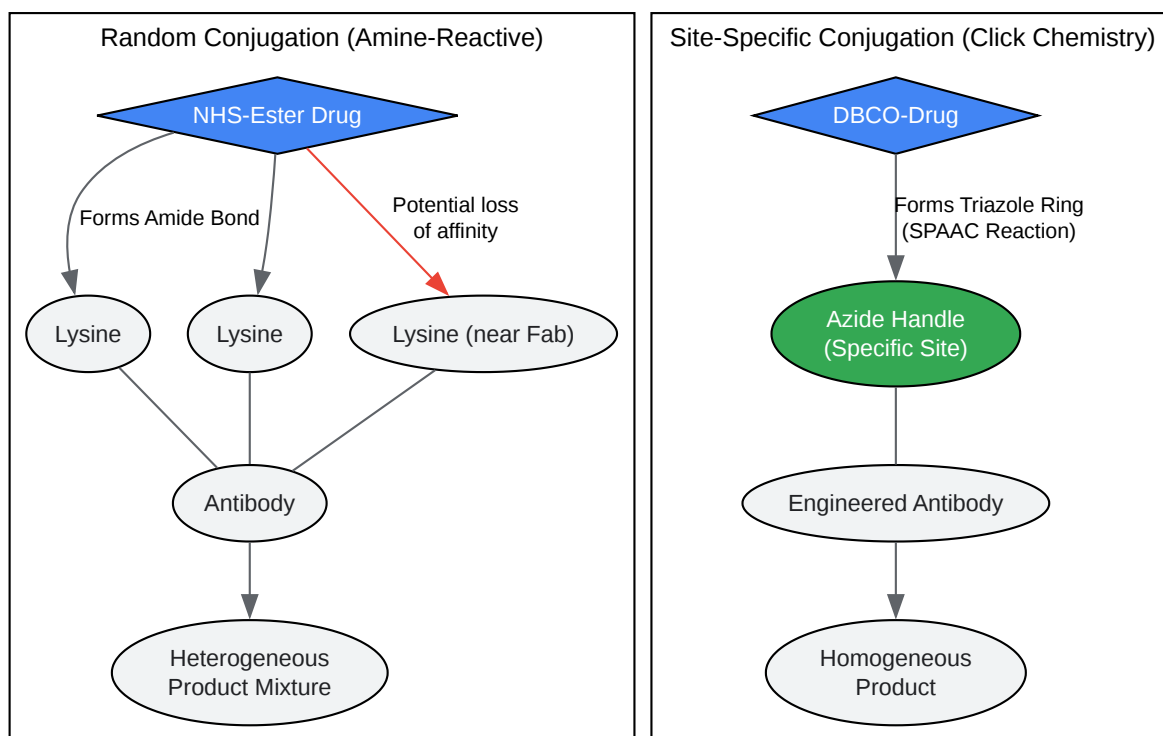 Random Conjugation (Amine-Reactive)
NHS-Ester Drug
Forms Amide Bond
Potential loss
of affinity
Lysine
Lysine
Lysine (near Fab)
Antibody
Heterogeneous
Product Mixture
Site-Specific Conjugation (Click Chemistry)
DBCO-Drug
Forms Triazole Ring
(SPAAC Reaction)
Azide Handle
(Specific Site)
Engineered Antibody
Homogeneous
Product